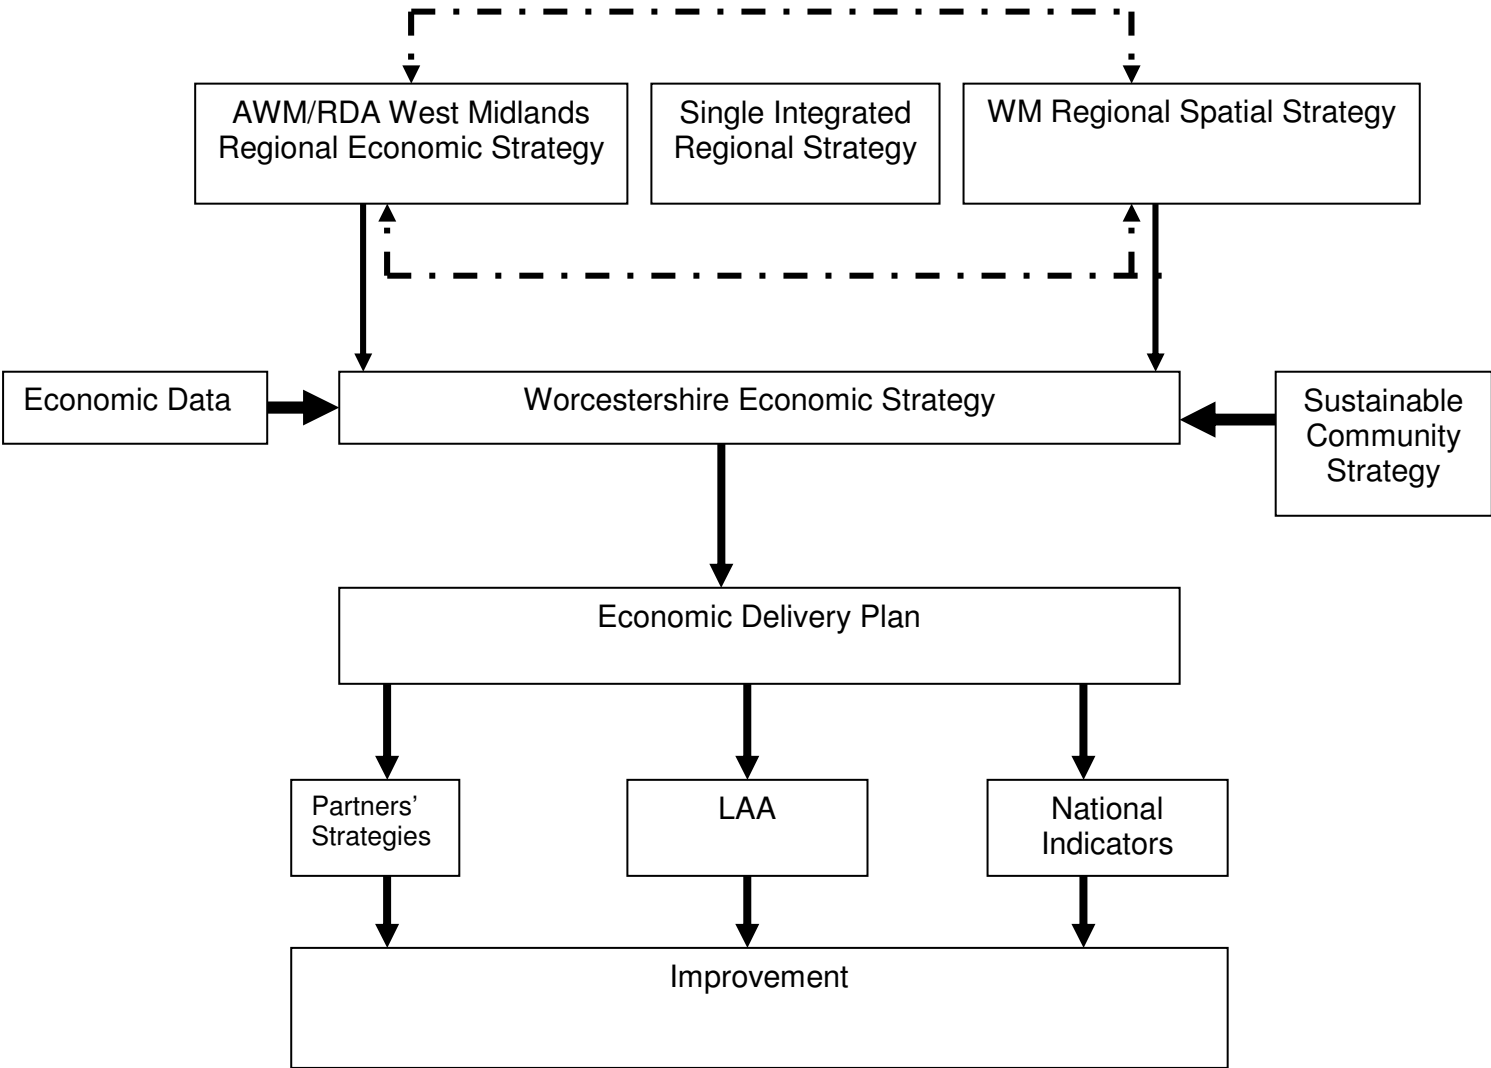 AWM/RDA West Midlands
Regional Economic Strategy
Single Integrated
Regional Strategy
WM Regional Spatial Strategy
Economic Data
Worcestershire Economic Strategy
Sustainable
Community
Strategy
Economic Delivery Plan
Partners’
Strategies
LAA
National
Indicators
Improvement